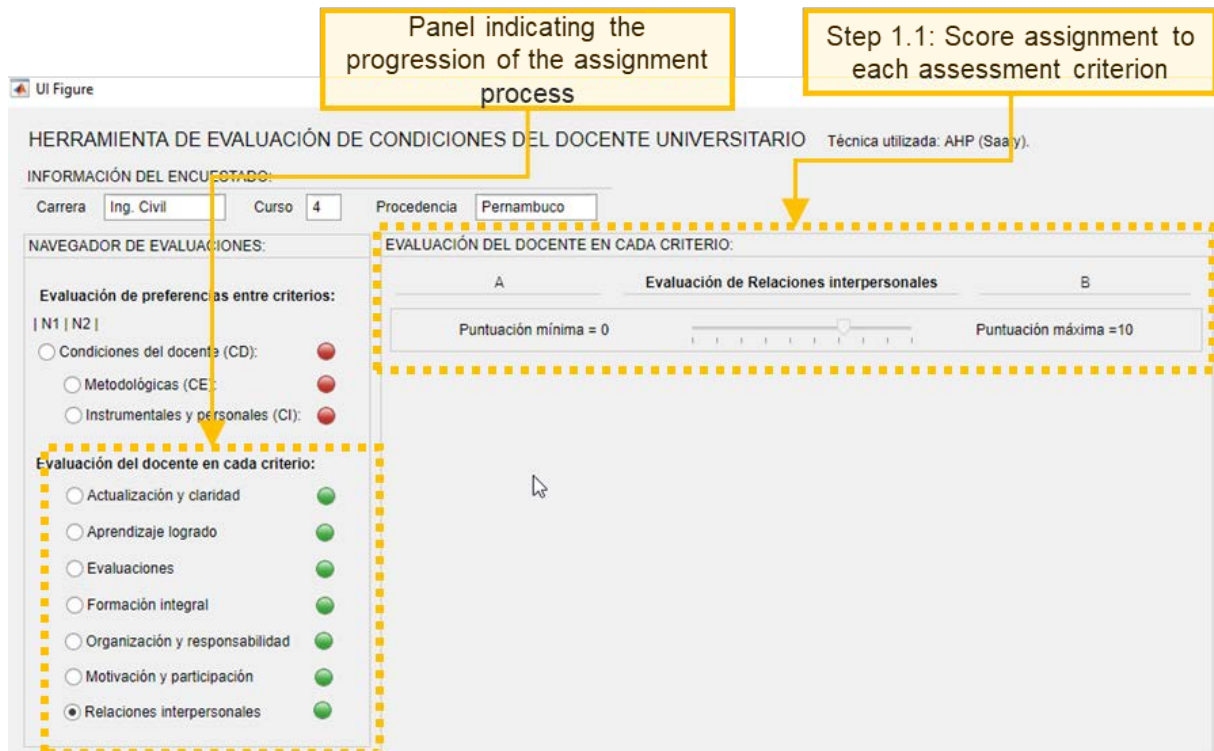 Panel indicating the
progression of the assignment
process
Step 1.1: Score assignment to
each assessment criterion
UI Figure
HERRAMIENTA DE EVALUACIÓN DE CONDICIONES DEL DOCENTE UNIVERSITARIO Técnica utilizada: AHP (Saaty).
INFORMACIÓN DEL ENCUESTADO:
Carrera Ing. Civil Curso 4 Procedencia Pernambuco
NAVEGADOR DE EVALUACIONES:
Evaluación de preferencias entre criterios:
| N1 | N2 |
Condiciones del docente (CD):
Metodológicas (CE):
Instrumentales y personales (CI):
Evaluación del docente en cada criterio:
Actualización y claridad
Aprendizaje logrado
Evaluaciones
Formación integral
Organización y responsabilidad
Motivación y participación
Relaciones interpersonales
EVALUACIÓN DEL DOCENTE EN CADA CRITERIO:
A Evaluación de Relaciones interpersonales B
Puntuación mínima = 0 Puntuación máxima =10